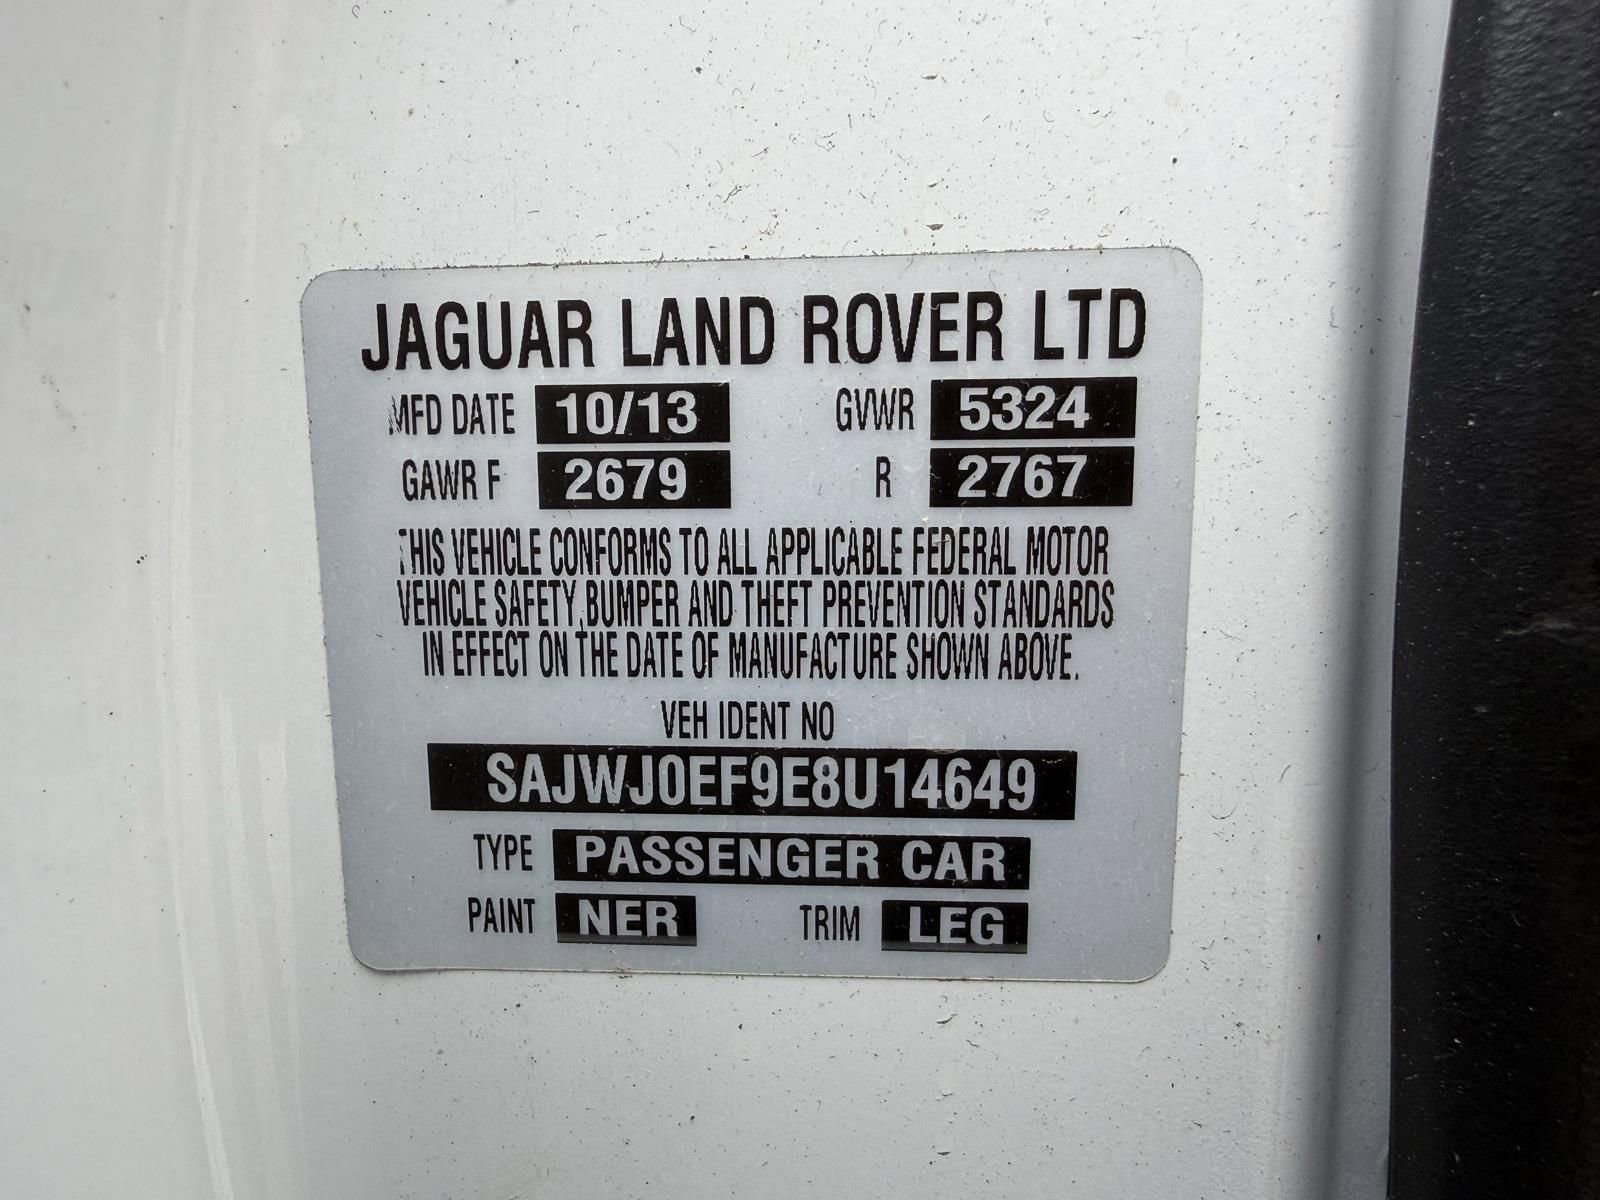 JAGUAR LAND ROVER LTD
MFD DATE 10/13 GVWR 5324
GAWR F 2679 R 2767
THIS VEHICLE CONFORMS TO ALL APPLICABLE FEDERAL MOTOR
VEHICLE SAFETY, BUMPER AND THEFT PREVENTION STANDARDS
IN EFFECT ON THE DATE OF MANUFACTURE SHOWN ABOVE.
VEH IDENT NO
SAJWJ0EF9E8U14649
TYPE PASSENGER CAR
PAINT NER TRIM LEG